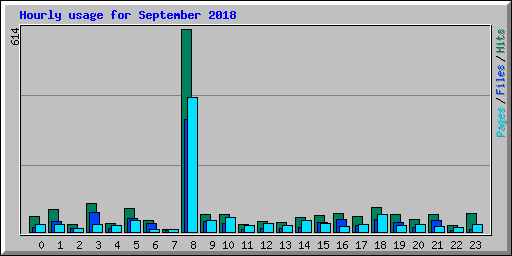 Hourly usage for September 2018
614
Pages / Files / Hits
0 1 2 3 4 5 6 7 8 9 10 11 12 13 14 15 16 17 18 19 20 21 22 23